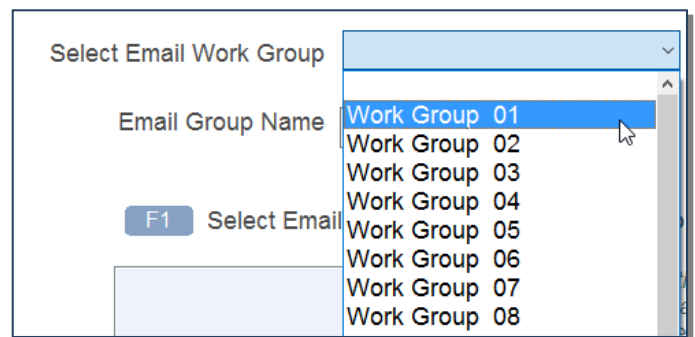 Select Email Work Group
Work Group 01
Email Group Name
Work Group 02
Work Group 03
Work Group 04
F1 Select Email
Work Group 05
Work Group 06
Work Group 07
Work Group 08